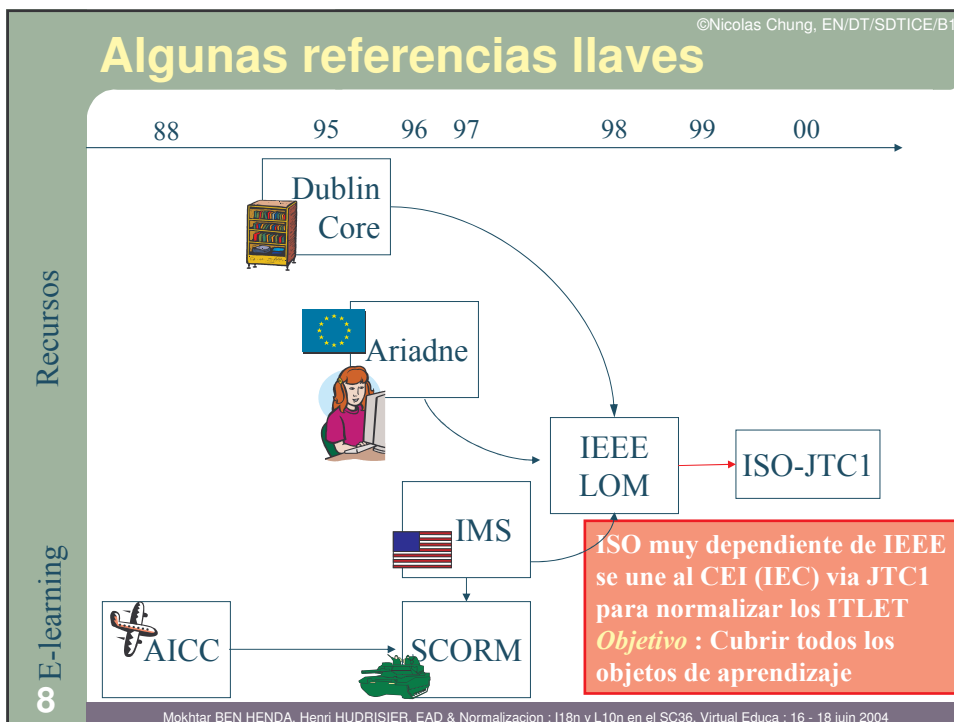 ©Nicolas Chung, EN/DT/SDTICE/B1
Algunas referencias llaves
88 95 96 97 98 99 00
Dublin
Core
Recursos
Ariadne
IEEE
LOM
ISO-JTC1
IMS
E-learning
AICC
SCORM
ISO muy dependiente de IEEE
se une al CEI (IEC) via JTC1
para normalizar los ITLET
Objetivo : Cubrir todos los
objetos de aprendizaje
8
Mokhtar BEN HENDA, Henri HUDRISIER, EAD & Normalizacion : I18n y L10n en el SC36, Virtual Educa : 16 - 18 juin 2004